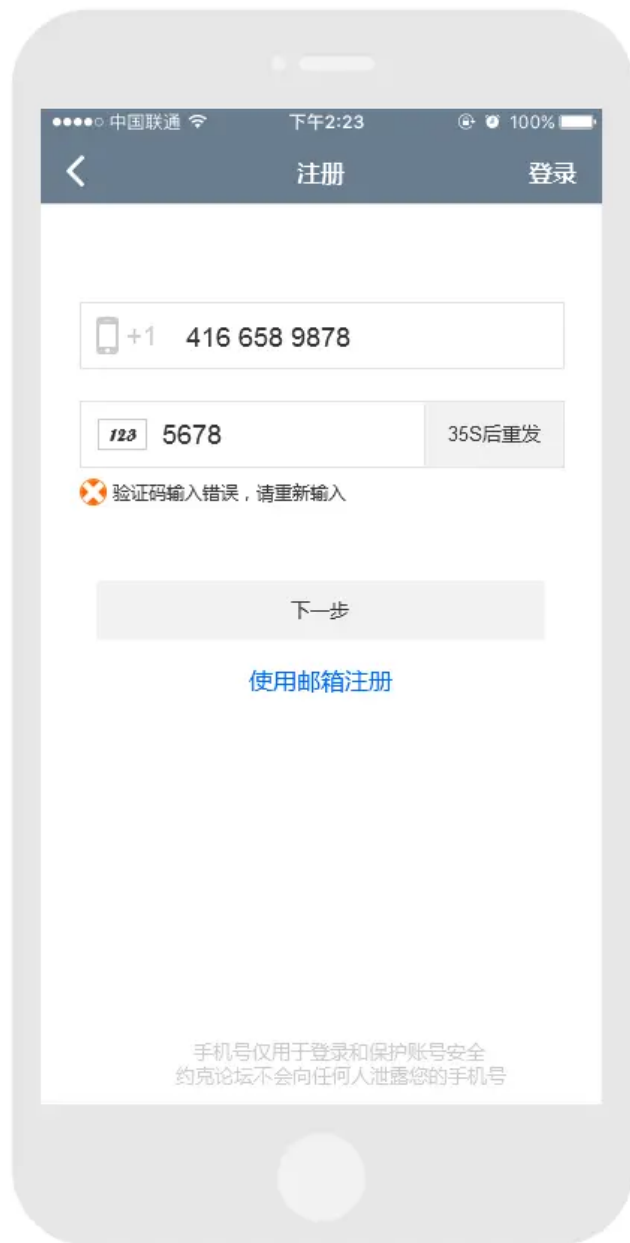 中国联通 下午2:23 100%
注册 登录
+1 416 658 9878
123 5678 35S后重发
验证码输入错误，请重新输入
下一步
使用邮箱注册
手机号仅用于登录和保护账号安全
约克论坛不会向任何人泄露您的手机号